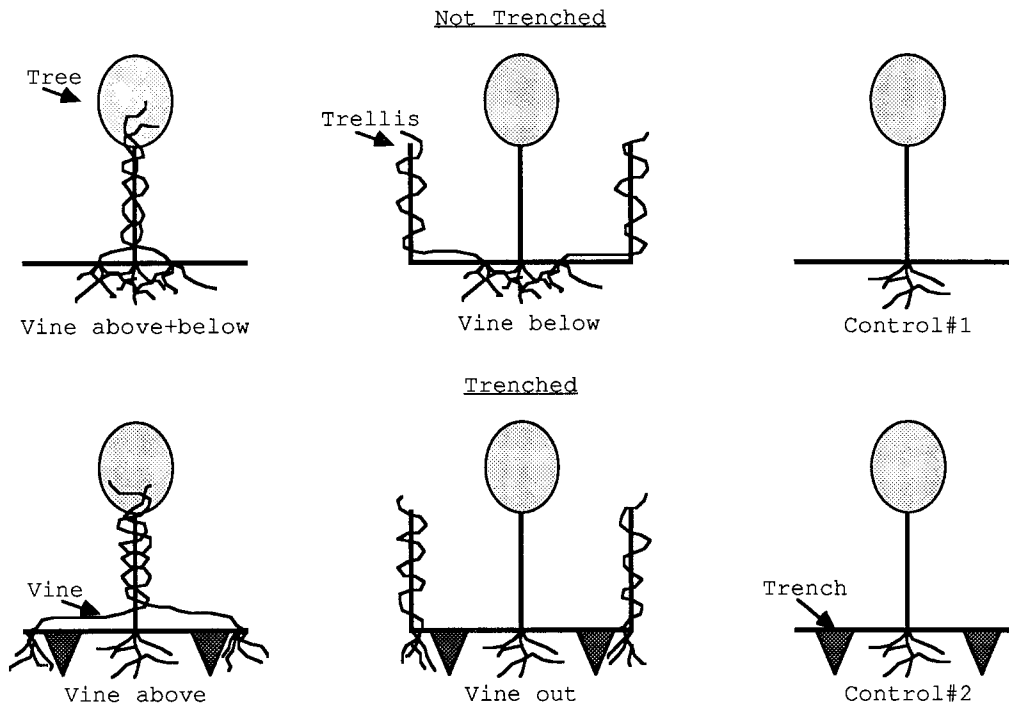 Not Trenched
Tree
Trellis
Vine above+below
Vine below
Control#1
Trenched
Vine
Trench
Vine above
Vine out
Control#2